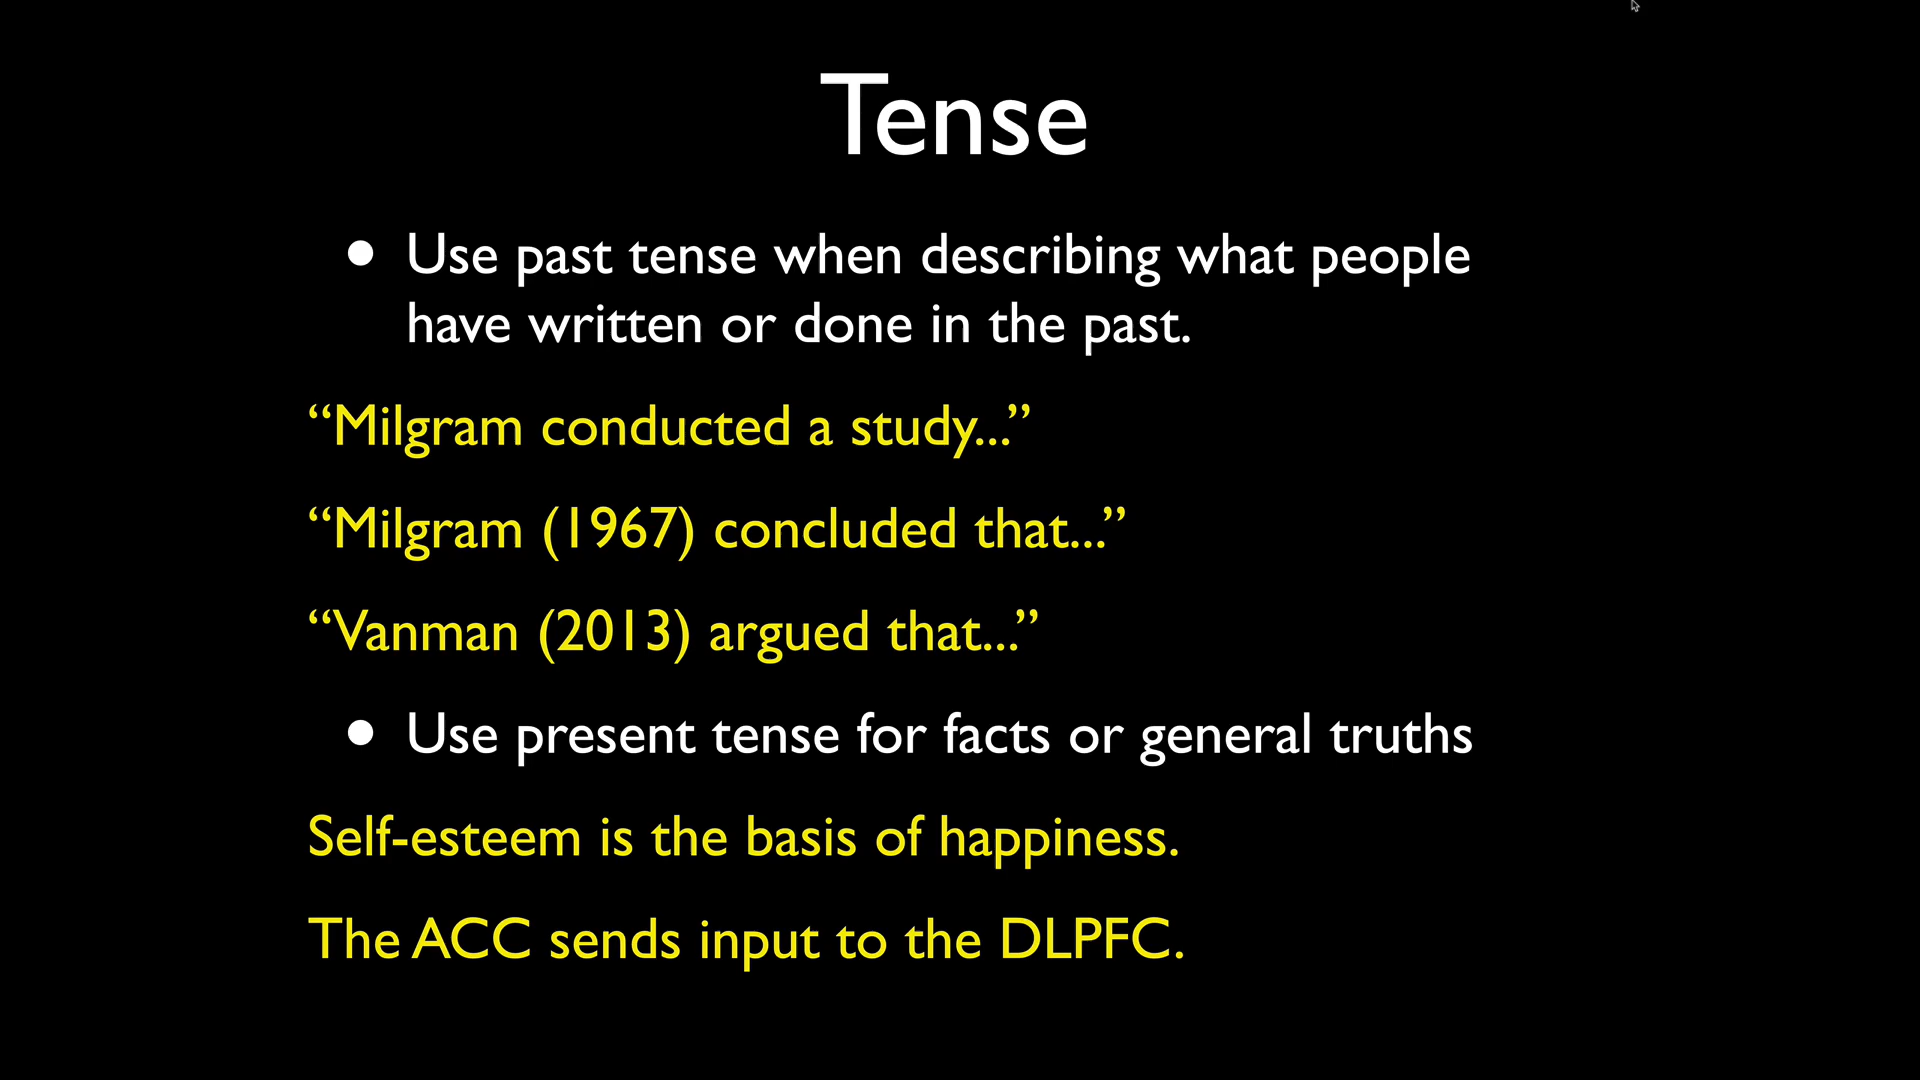 Tense
• Use past tense when describing what people
have written or done in the past.
“Milgram conducted a study...”
“Milgram (1967) concluded that...”
“Vanman (2013) argued that...”
• Use present tense for facts or general truths
Self-esteem is the basis of happiness.
The ACC sends input to the DLPFC.